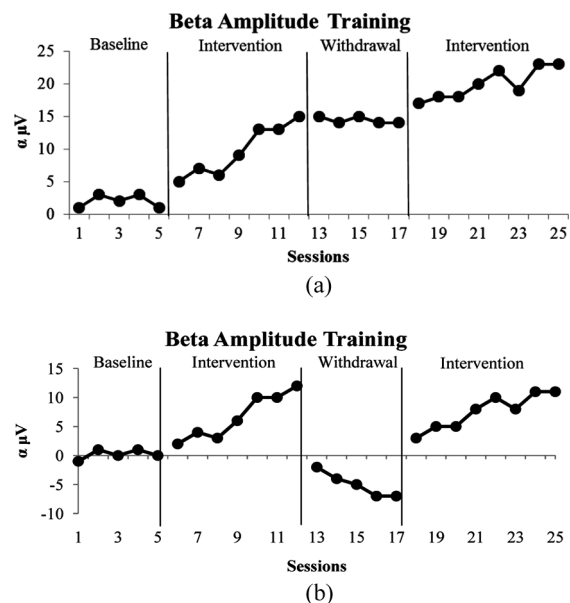 Beta Amplitude Training
Baseline Intervention Withdrawal Intervention
25
20
15
10
5
0
α μV
1 3 5 7 9 11 13 15 17 19 21 23 25
Sessions
(a)
Beta Amplitude Training
Baseline Intervention Withdrawal Intervention
15
10
5
0
-5
-10
α μV
1 3 5 7 9 11 13 15 17 19 21 23 25
Sessions
(b)